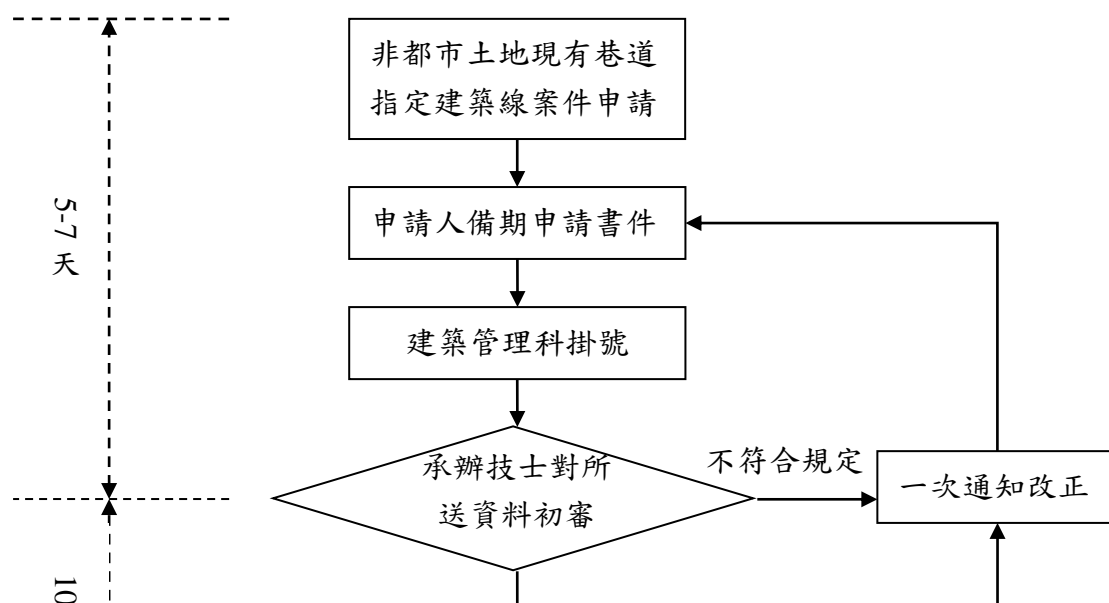 非都市土地現有巷道
指定建築線案件申請
5-7 天
申請人備期申請書件
建築管理科掛號
承辦技士對所
送資料初審
不符合規定
一次通知改正
10